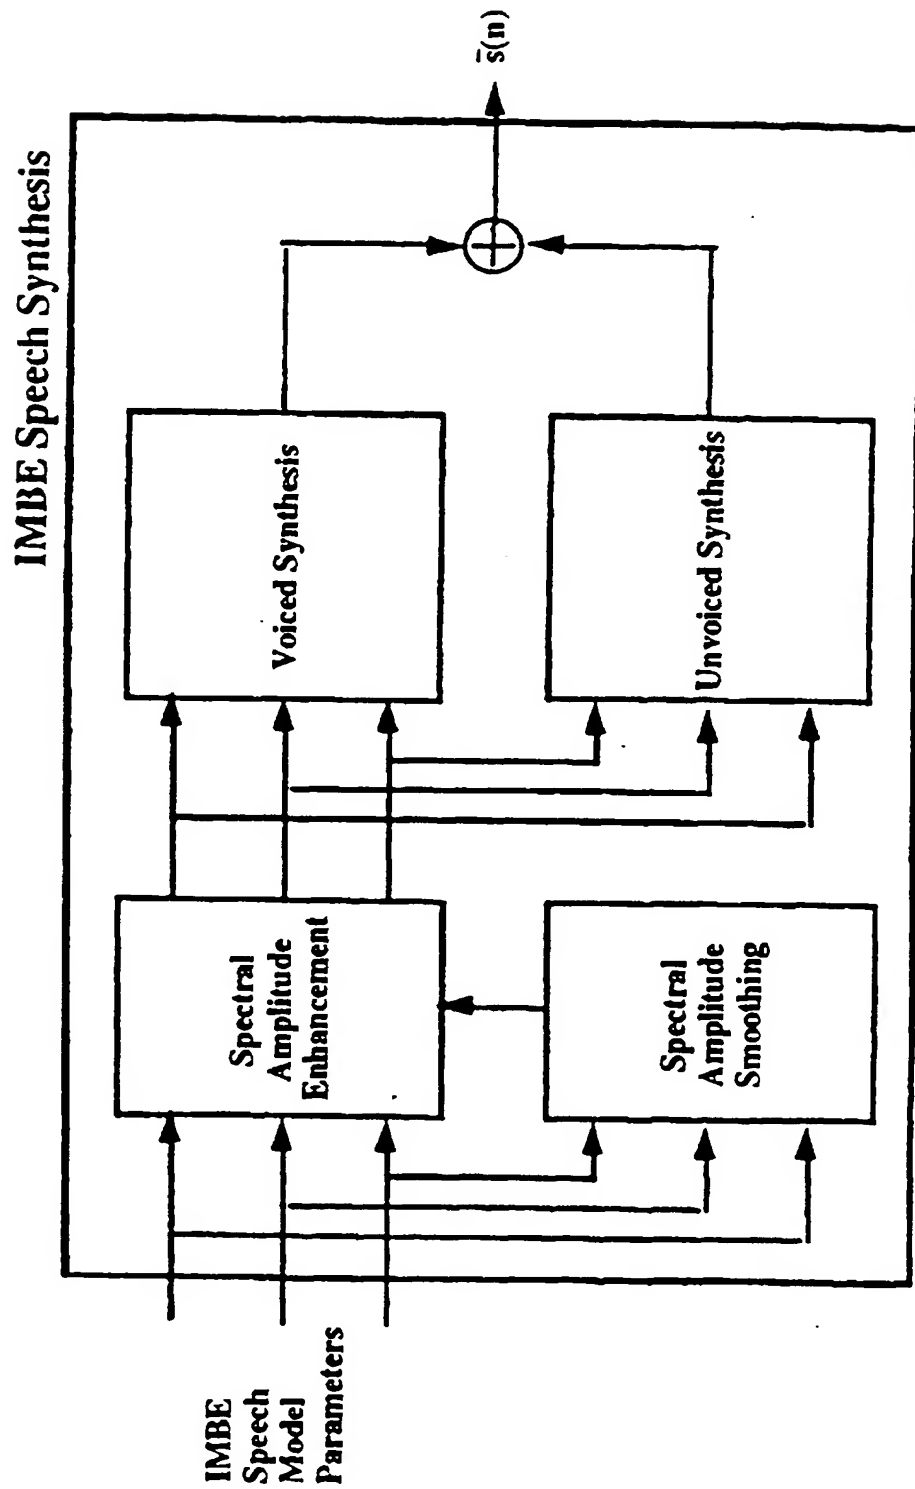 IMBE Speech Synthesis
IMBE
Speech
Model
Parameters
Spectral
Amplitude
Enhancement
Spectral
Amplitude
Smoothing
Voiced Synthesis
Unvoiced Synthesis
s̄(n)